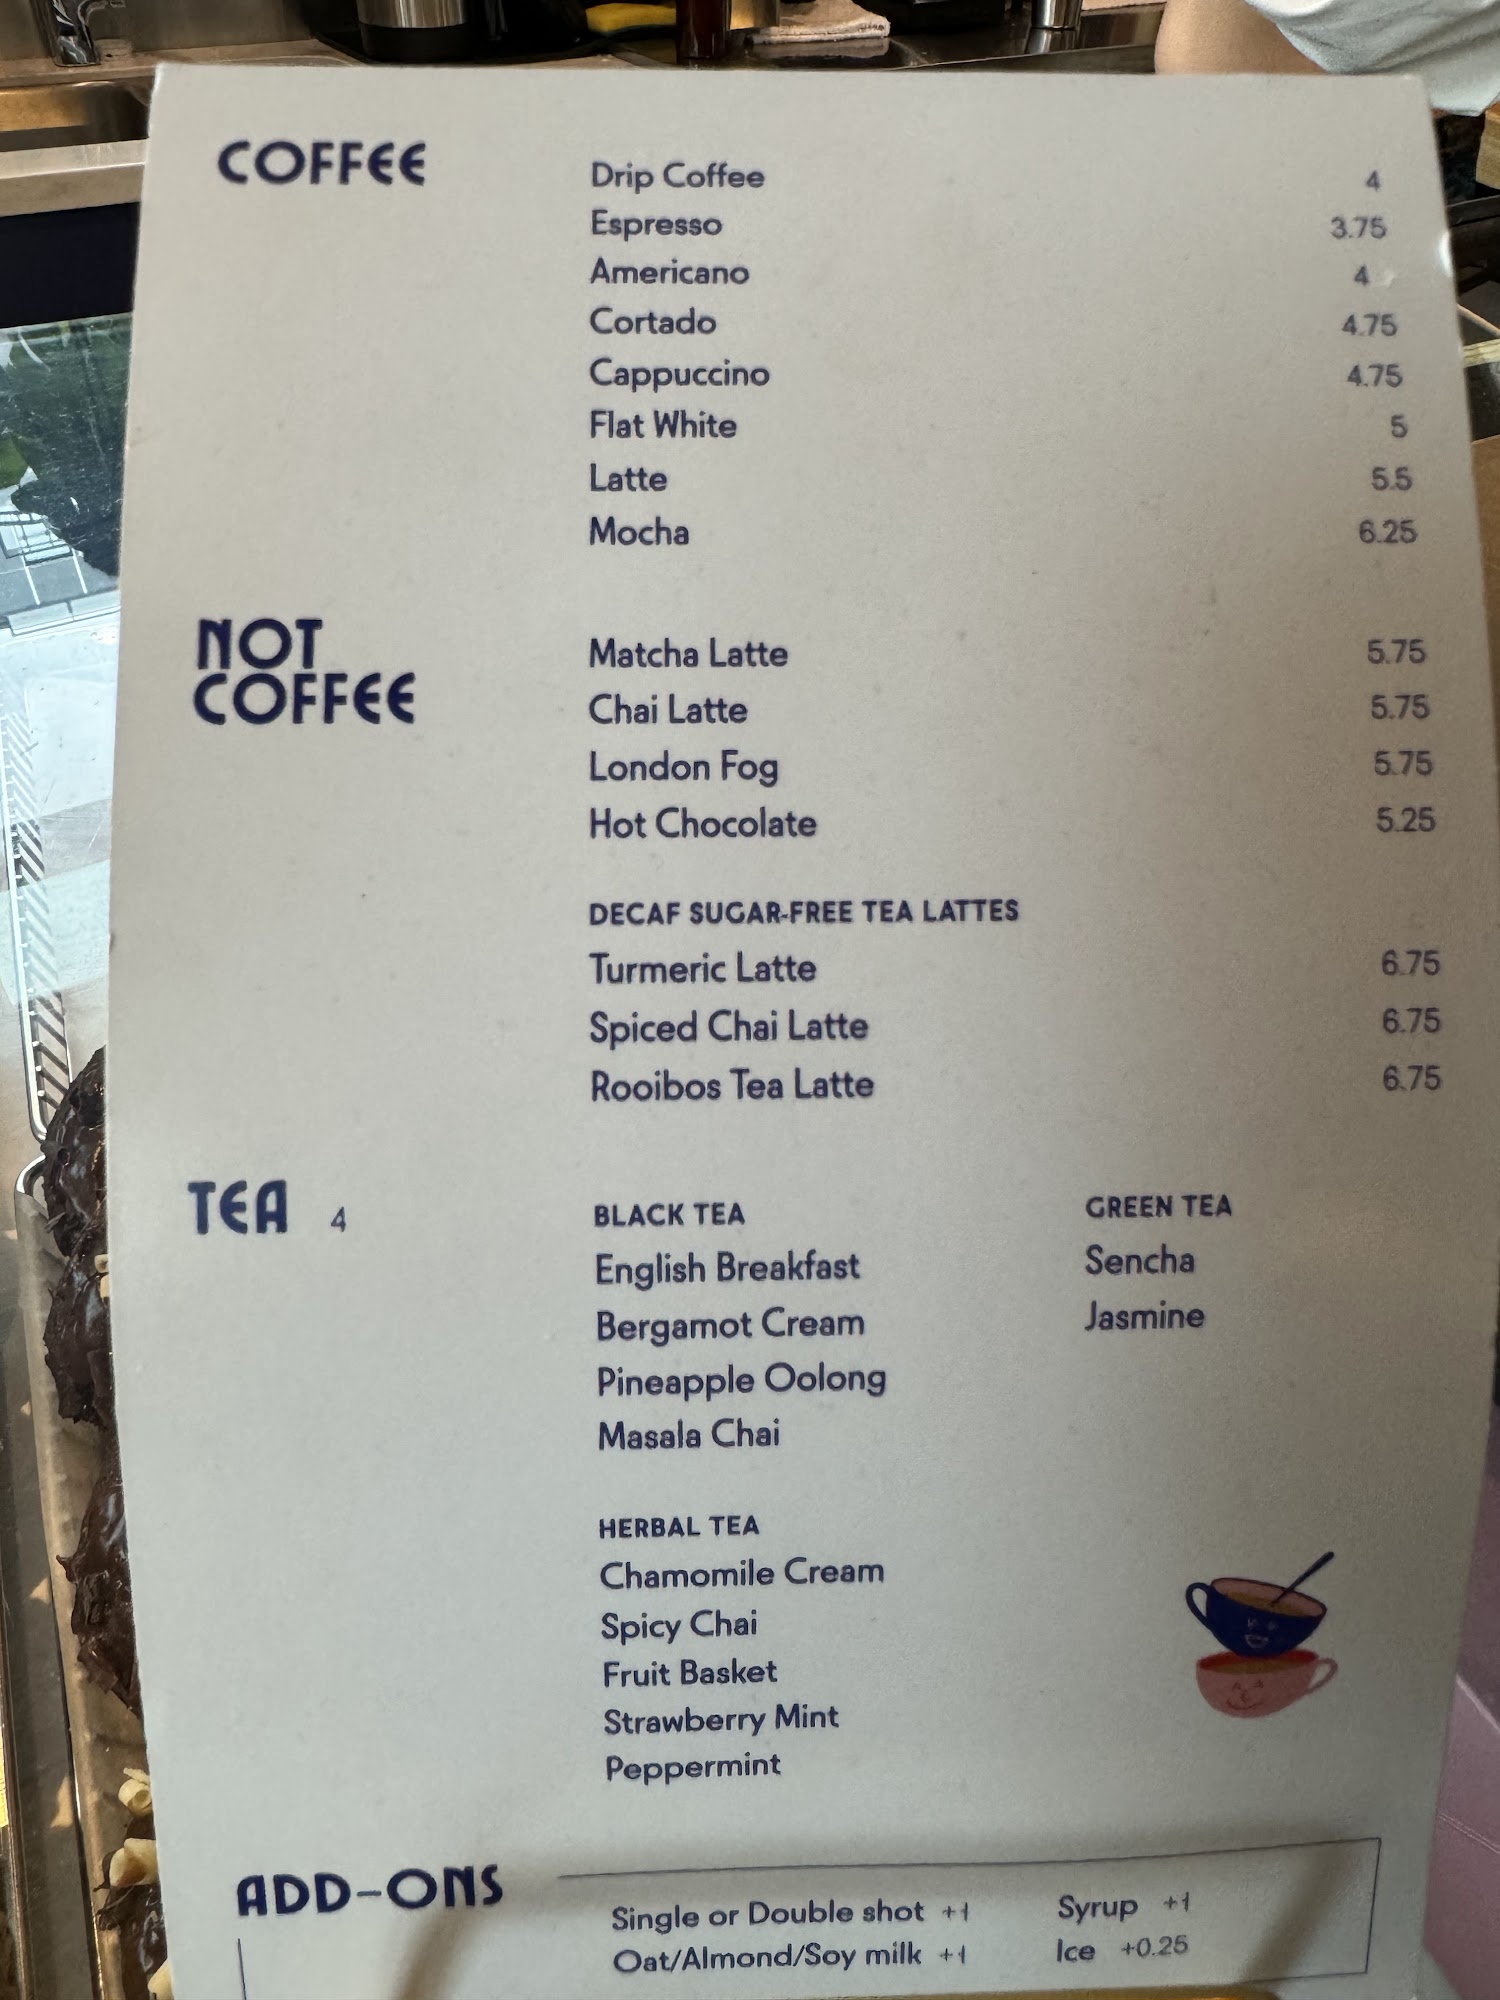 COFFEE
Drip Coffee 4
Espresso 3.75
Americano 4
Cortado 4.75
Cappuccino 4.75
Flat White 5
Latte 5.5
Mocha 6.25
NOT
COFFEE
Matcha Latte 5.75
Chai Latte 5.75
London Fog 5.75
Hot Chocolate 5.25
DECAF SUGAR-FREE TEA LATTES
Turmeric Latte 6.75
Spiced Chai Latte 6.75
Rooibos Tea Latte 6.75
TEA 4
BLACK TEA
English Breakfast
Bergamot Cream
Pineapple Oolong
Masala Chai
GREEN TEA
Sencha
Jasmine
HERBAL TEA
Chamomile Cream
Spicy Chai
Fruit Basket
Strawberry Mint
Peppermint
ADD-ONS
Single or Double shot +1
Oat/Almond/Soy milk +1
Syrup +1
Ice +0.25